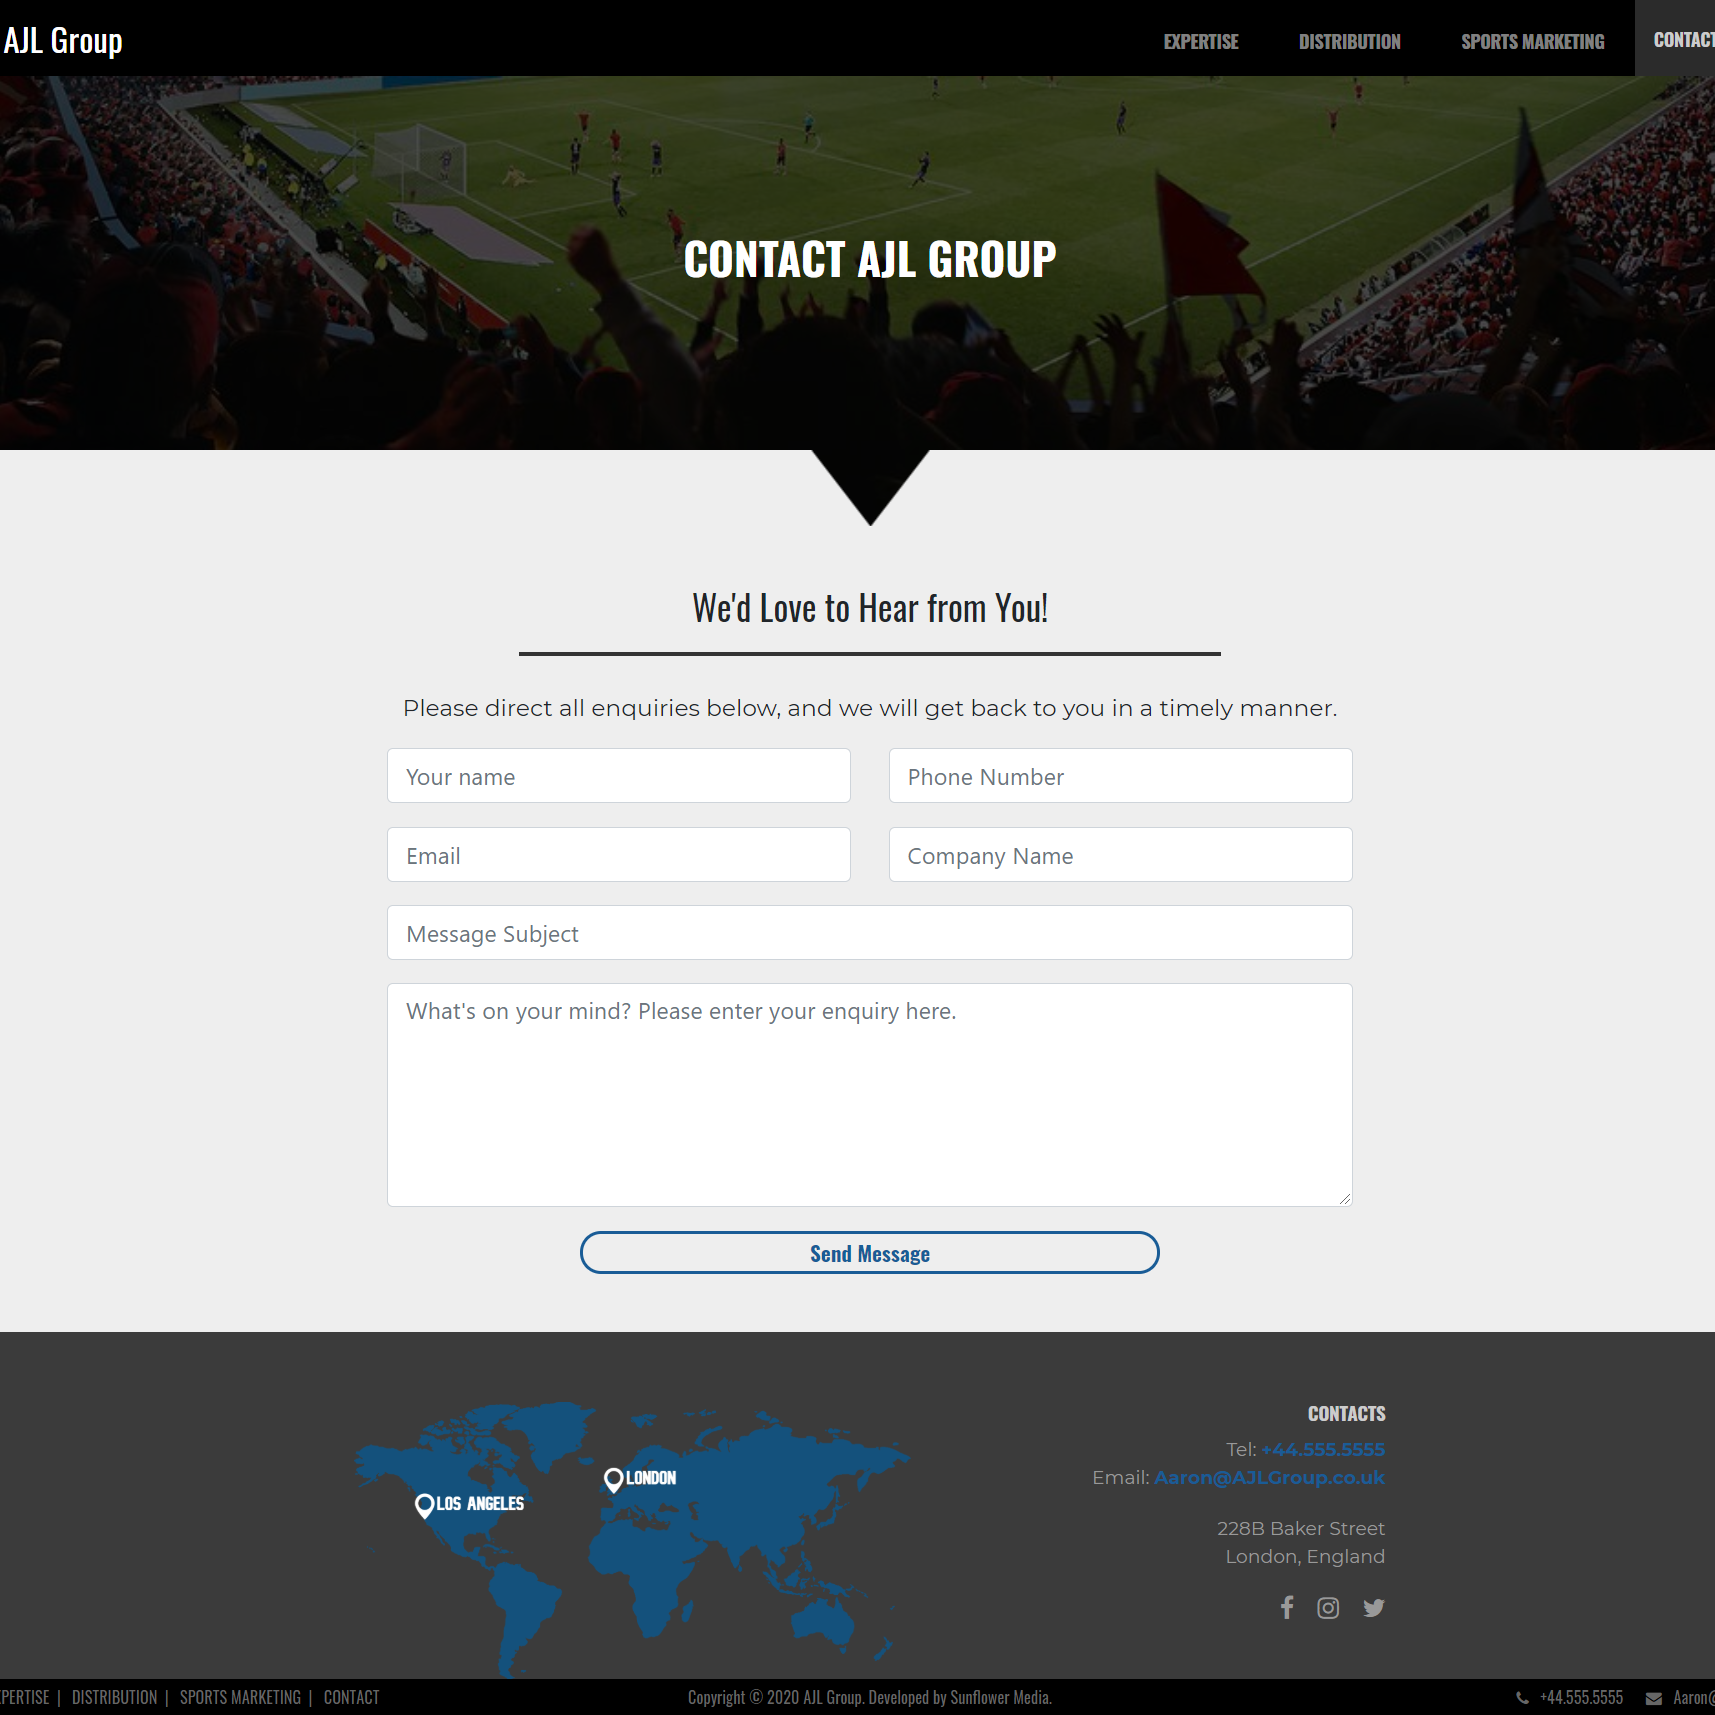 AJL Group
EXPERTISE DISTRIBUTION SPORTS MARKETING CONTACT
CONTACT AJL GROUP
We'd Love to Hear from You!
Please direct all enquiries below, and we will get back to you in a timely manner.
Your name Phone Number
Email Company Name
Message Subject
What's on your mind? Please enter your enquiry here.
Send Message
LONDON
LOS ANGELES
CONTACTS
Tel: +44.555.5555
Email: Aaron@AJLGroup.co.uk
228B Baker Street
London, England
PERTISE | DISTRIBUTION | SPORTS MARKETING | CONTACT Copyright © 2020 AJL Group. Developed by Sunflower Media. +44.555.5555 Aaron@